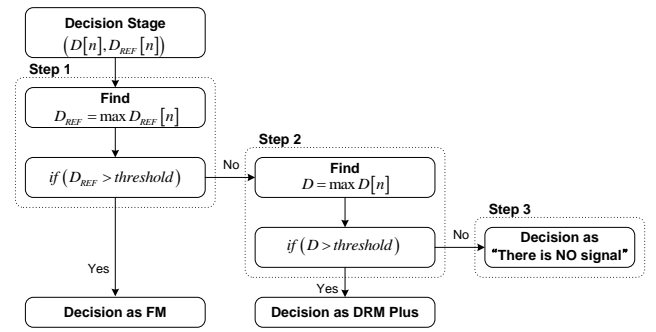 Decision Stage
(D[n], D_REF[n])
Step 1
Find
D_REF = max D_REF[n]
if (D_REF > threshold)
No
Yes
Decision as FM
Step 2
Find
D = max D[n]
if (D > threshold)
No
Yes
Decision as DRM Plus
Step 3
Decision as
“There is NO signal”